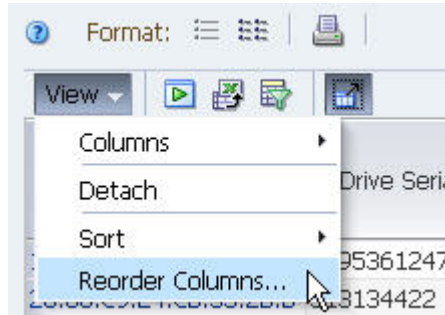 Format:
View
Columns
Detach
Drive Seri
Sort
95361247
Reorder Columns...
3134422